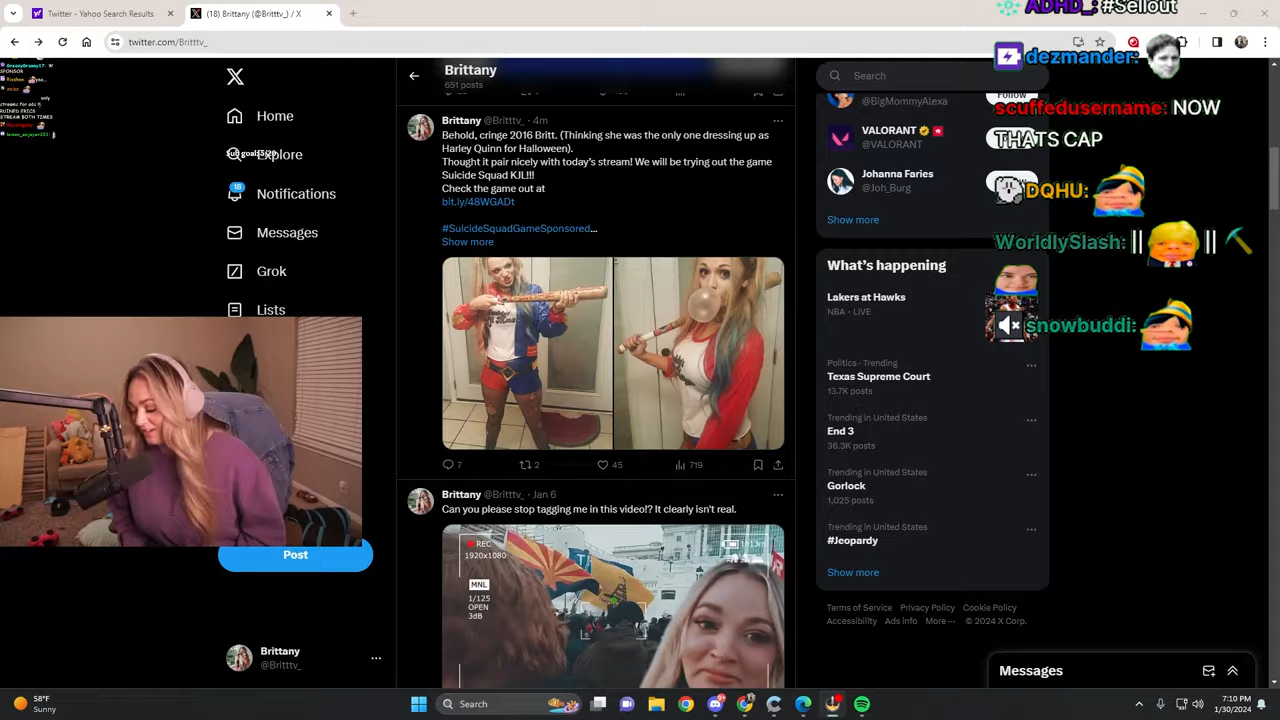 Yahoo - Yahoo Search Results
(18) Brittany (@Britttv_) / X
twitter.com/Britttv_
Home
Explore
Notifications
18
Messages
Grok
Lists
Post
Brittany
@Britttv_
Brittany
651 posts
Brittany @Britttv_ · 4m
Behold, cringe 2016 Britt. (Thinking she was the only one dressing up as
Harley Quinn for Halloween).
Thought it pair nicely with today's stream! We will be trying out the game
Suicide Squad KJL!!!
Check the game out at
bit.ly/48WGADt
#SuicideSquadGameSponsored...
Show more
7
2
45
719
Brittany @Britttv_ · Jan 6
Can you please stop tagging me in this video!? It clearly isn't real.
REC
1920x1080
MNL
1/125
OPEN
3dB
Search
@BigMommyAlexa
Follow
VALORANT
@VALORANT
Johanna Faries
@Joh_Burg
Show more
What's happening
Lakers at Hawks
NBA · LIVE
Politics · Trending
Texas Supreme Court
13.7K posts
Trending in United States
End 3
36.3K posts
Trending in United States
Gorlock
1,025 posts
Trending in United States
#Jeopardy
Show more
Terms of Service Privacy Policy Cookie Policy
Accessibility Ads info More ··· © 2024 X Corp.
Messages
ADHD_: #Sellout
dezmander:
scuffedusername: NOW
THATS CAP
DQHU:
WorldlySlash: || ||
snowbuddi:
58°F
Sunny
Search
7:10 PM
1/30/2024